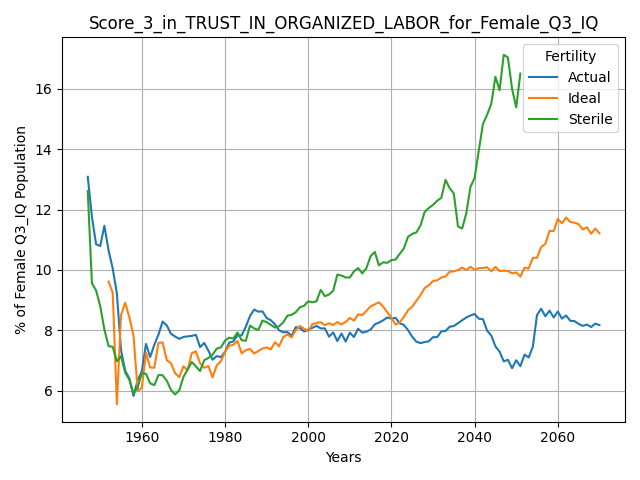 Score_3_in_TRUST_IN_ORGANIZED_LABOR_for_Female_Q3_IQ
% of Female Q3_IQ Population
16
14
12
10
8
6
Fertility
Actual
Ideal
Sterile
1960
1980
2000
2020
2040
2060
Years